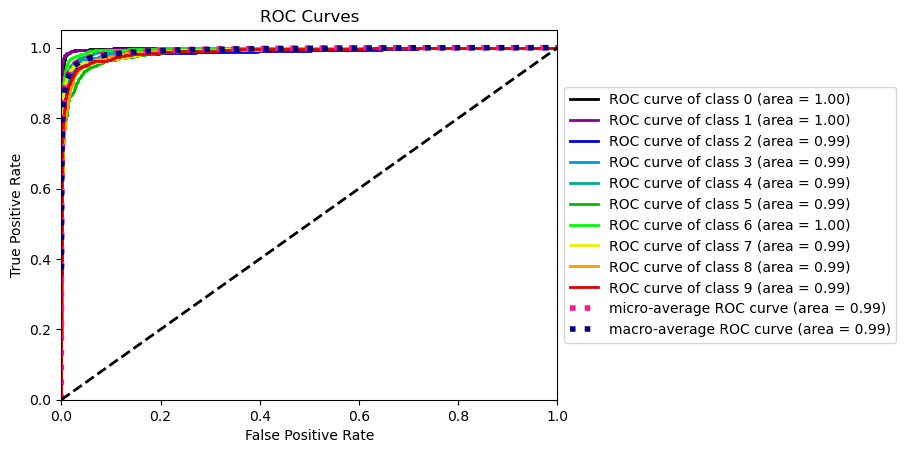 ROC Curves
True Positive Rate
1.0
0.8
0.6
0.4
0.2
0.0
0.0 0.2 0.4 0.6 0.8 1.0
False Positive Rate
ROC curve of class 0 (area = 1.00)
ROC curve of class 1 (area = 1.00)
ROC curve of class 2 (area = 0.99)
ROC curve of class 3 (area = 0.99)
ROC curve of class 4 (area = 0.99)
ROC curve of class 5 (area = 0.99)
ROC curve of class 6 (area = 1.00)
ROC curve of class 7 (area = 0.99)
ROC curve of class 8 (area = 0.99)
ROC curve of class 9 (area = 0.99)
micro-average ROC curve (area = 0.99)
macro-average ROC curve (area = 0.99)